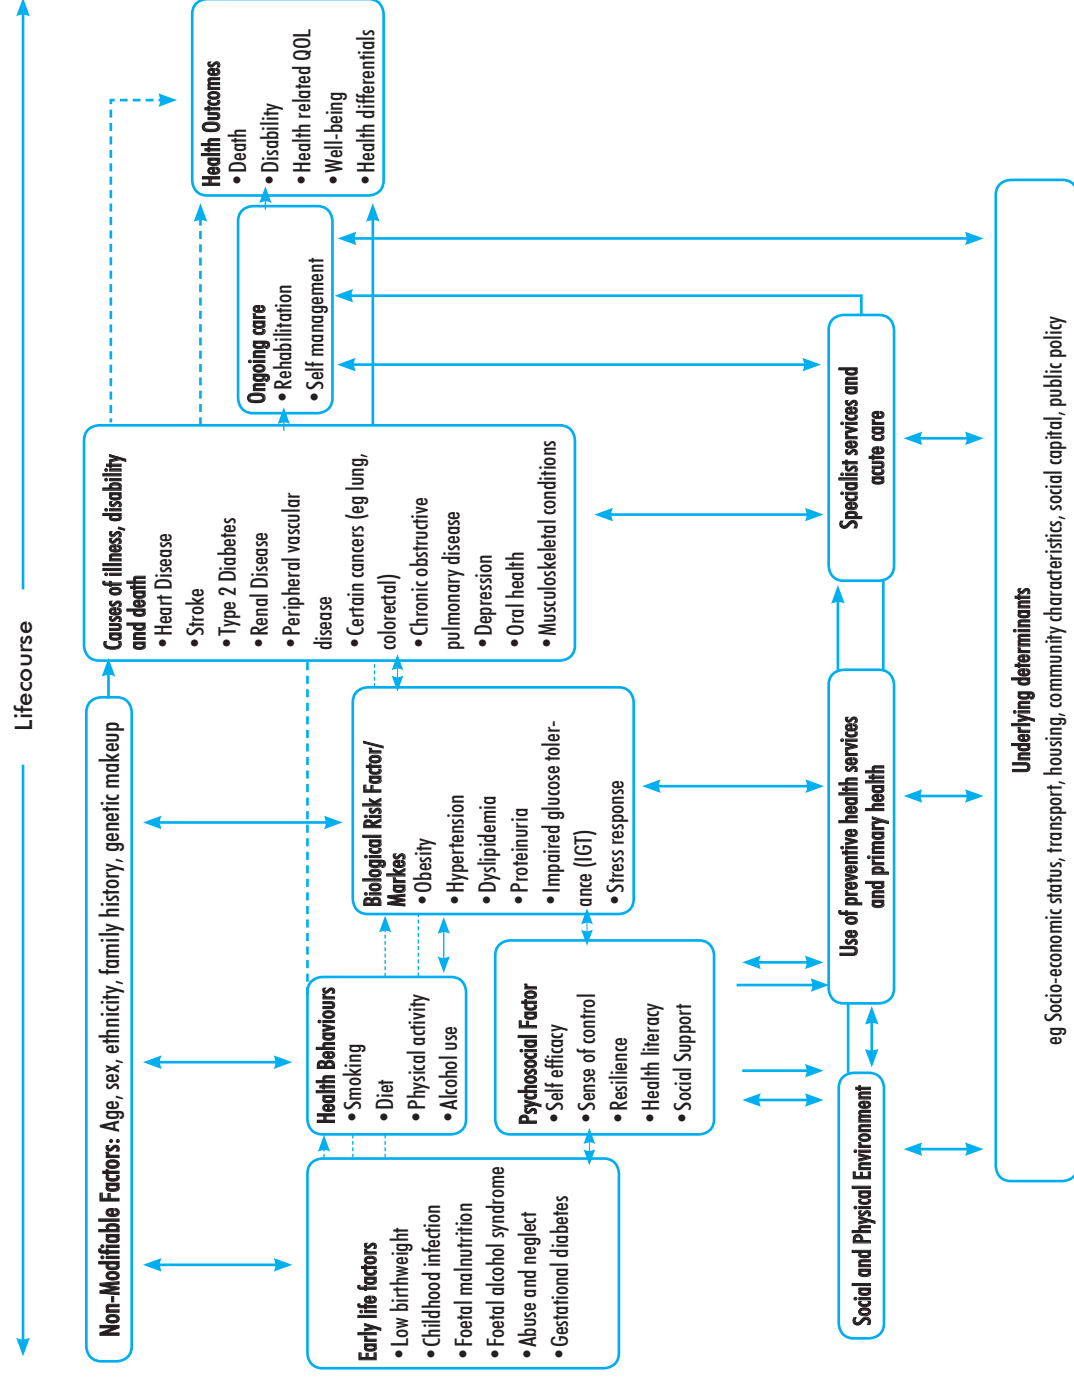 Lifecourse
Non-Modifiable Factors: Age, sex, ethnicity, family history, genetic makeup
Early life factors
• Low birthweight
• Childhood infection
• Foetal malnutrition
• Foetal alcohol syndrome
• Abuse and neglect
• Gestational diabetes
Health Behaviours
• Smoking
• Diet
• Physical activity
• Alcohol use
Psychosocial Factor
• Self efficacy
• Sense of control
• Resilience
• Health literacy
• Social Support
Biological Risk Factor/
Markes
• Obesity
• Hypertension
• Dyslipidemia
• Proteinuria
• Impaired glucose toler-
ance (IGT)
• Stress response
Causes of illness, disability
and death
• Heart Disease
• Stroke
• Type 2 Diabetes
• Renal Disease
• Peripheral vascular
disease
• Certain cancers (eg lung,
colorectal)
• Chronic obstructive
pulmonary disease
• Depression
• Oral health
• Musculoskeletal conditions
Ongoing care
• Rehabilitation
• Self management
Health Outcomes
• Death
• Disability
• Health related QOL
• Well-being
• Health differentials
Social and Physical Environment
Use of preventive health services
and primary health
Specialist services and
acute care
Underlying determinants
eg Socio-economic status, transport, housing, community characteristics, social capital, public policy